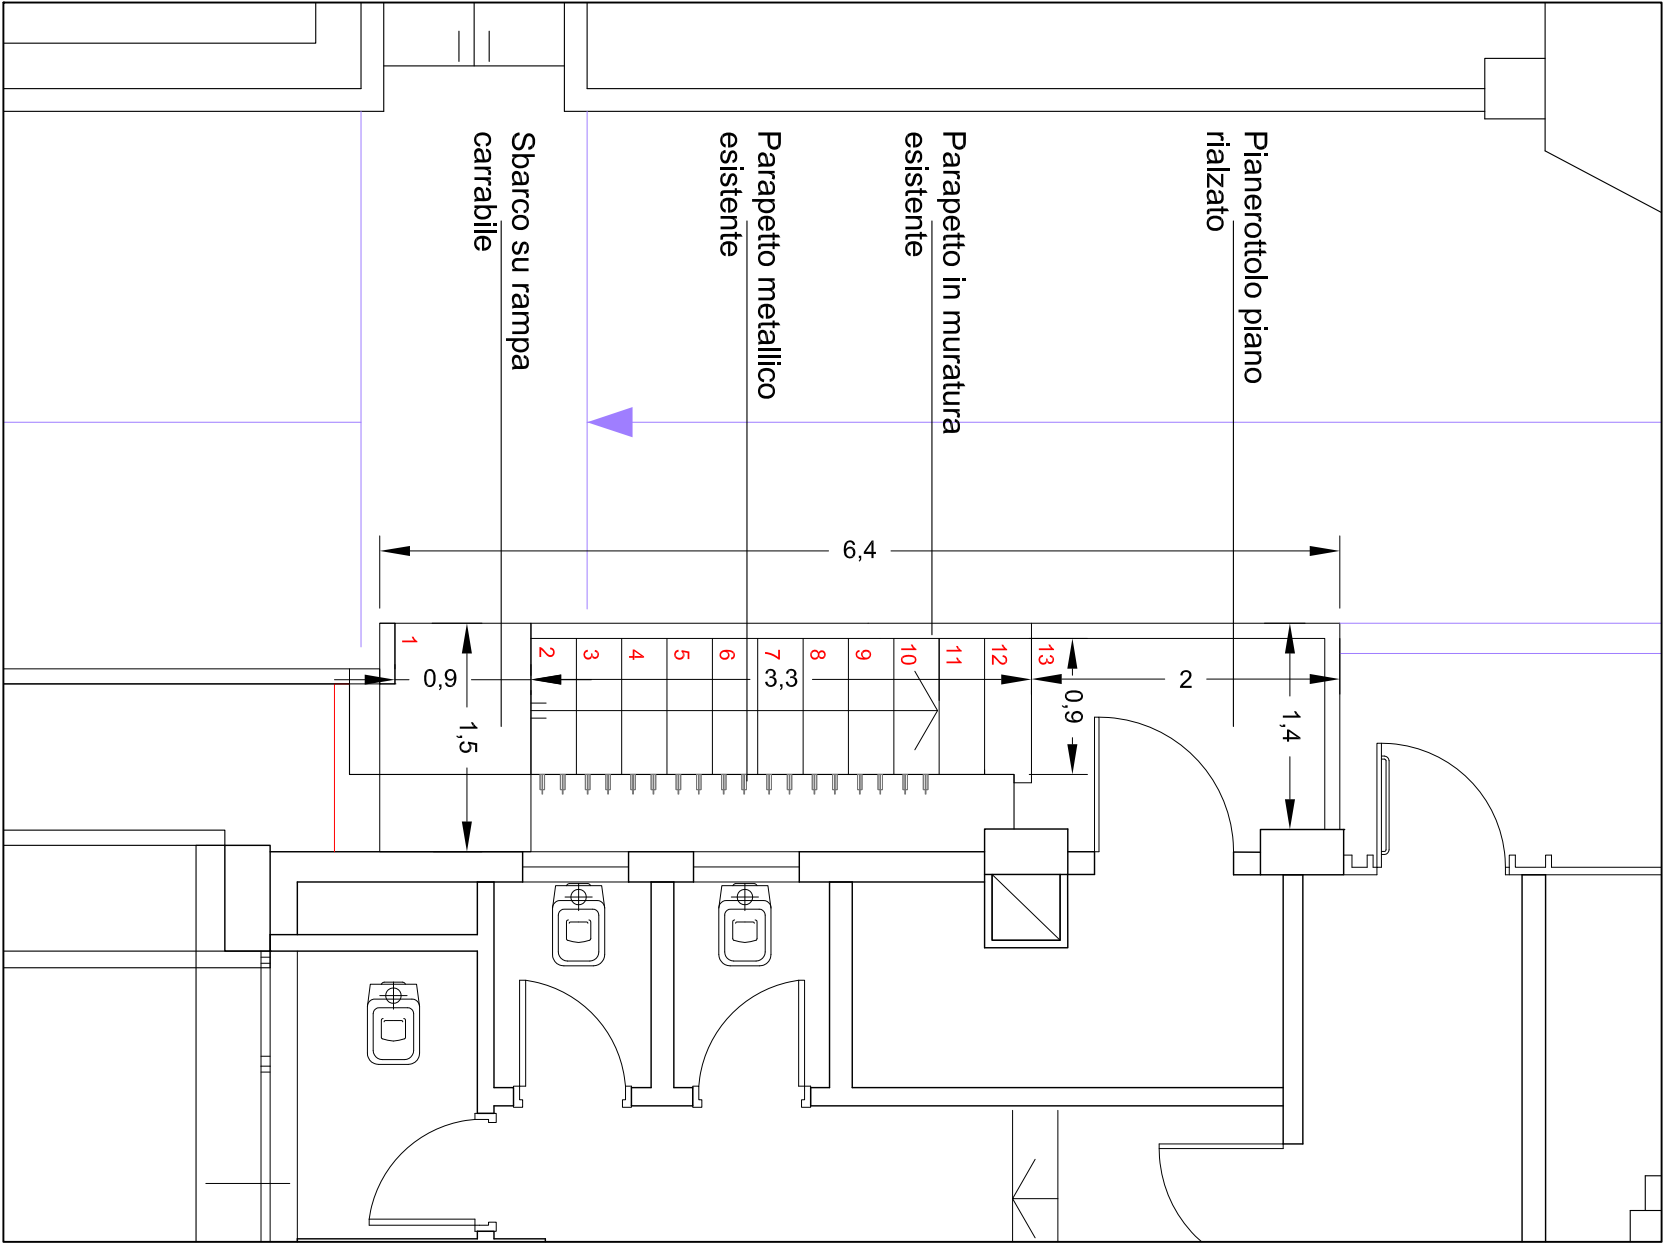 Sbarco su rampa
carrabile
Parapetto metallico
esistente
Parapetto in muratura
esistente
Pianerottolo piano
rialzato
6,4
1
2
3
4
5
6
7
8
9
10
11
12
13
0,9
3,3
2
1,5
0,9
1,4